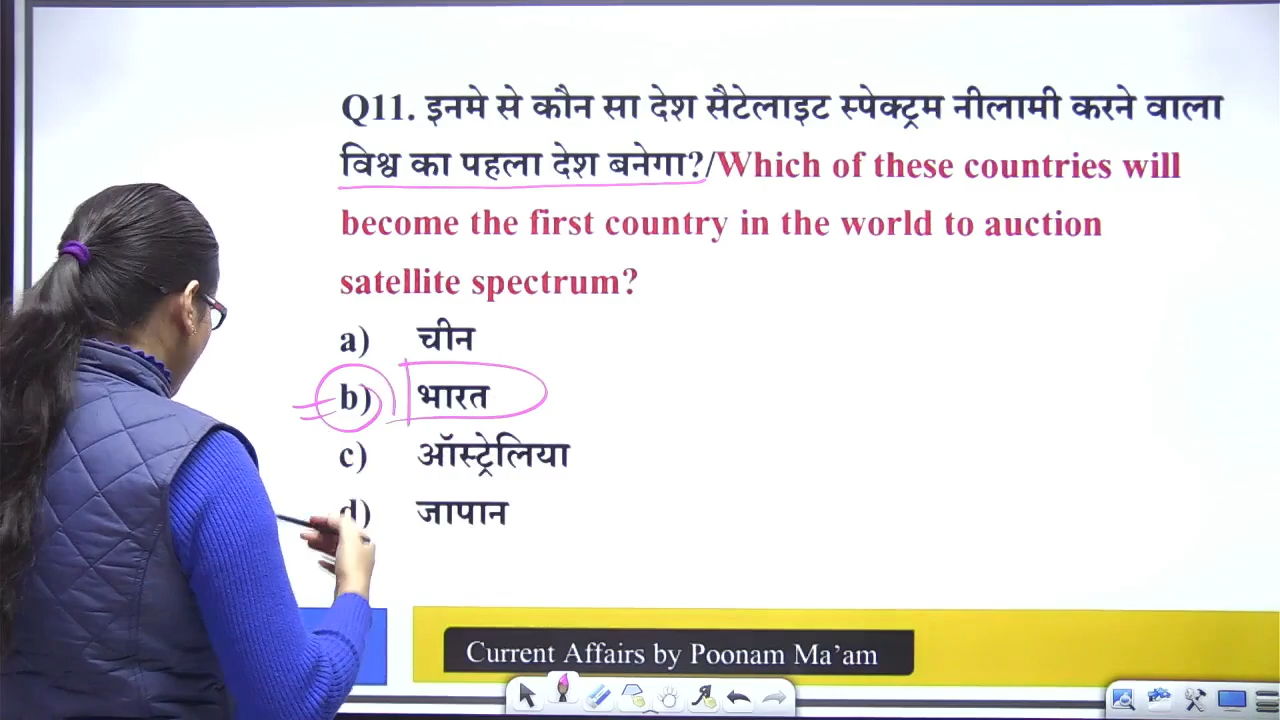 Q11. इनमे से कौन सा देश सैटेलाइट स्पेक्ट्रम नीलामी करने वाला
विश्व का पहला देश बनेगा?/Which of these countries will
become the first country in the world to auction
satellite spectrum?
a) चीन
b) भारत
c) ऑस्ट्रेलिया
d) जापान
Current Affairs by Poonam Ma'am